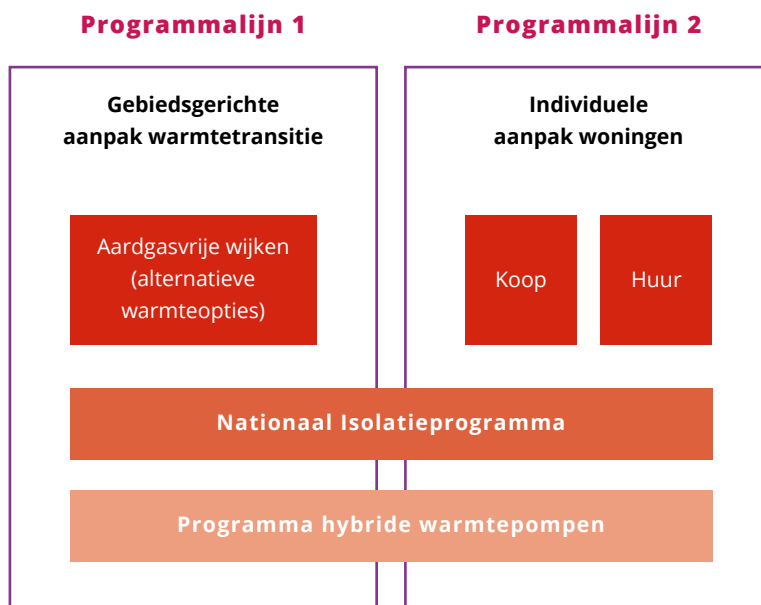 Programmalijn 1
Gebiedsgerichte
aanpak warmtetransitie
Aardgasvrije wijken
(alternatieve
warmteopties)
Programmalijn 2
Individuele
aanpak woningen
Koop
Huur
Nationaal Isolatieprogramma
Programma hybride warmtepompen